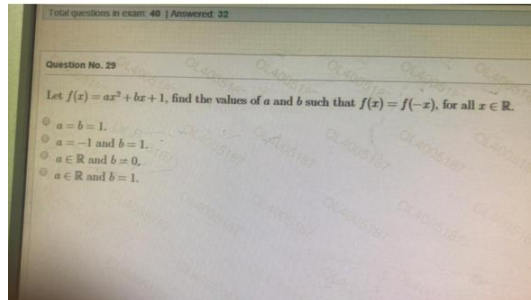 Total questions in exam: 40 | Answered: 32
Question No. 29
Let f(x) = ax² + bx + 1, find the values of a and b such that f(x) = f(−x), for all x ∈ ℝ.
a = b = 1.
a = −1 and b = 1.
a ∈ ℝ and b = 0.
a ∈ ℝ and b = 1.